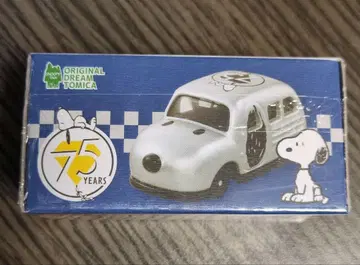 ORIGINAL
DREAM
TOMICA
75
YEARS